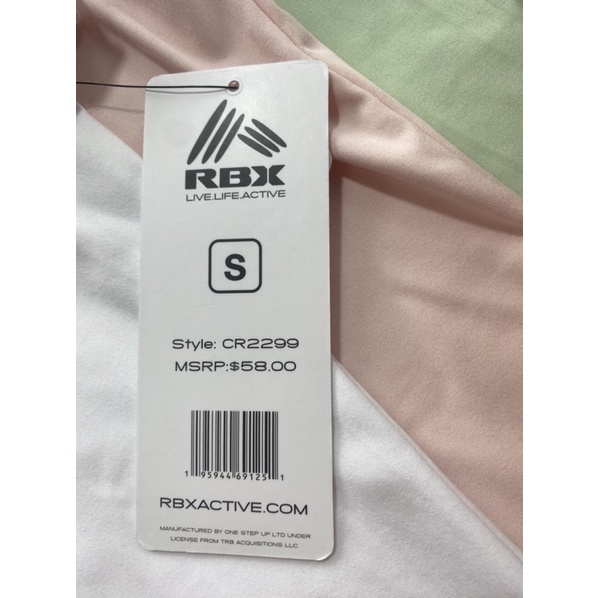 RBX
LIVE.LIFE.ACTIVE
S
Style: CR2299
MSRP:$58.00
1 95944 69125 1
RBXACTIVE.COM
MANUFACTURED BY ONE STEP UP LTD UNDER
LICENSE FROM TRB ACQUISITIONS LLC.